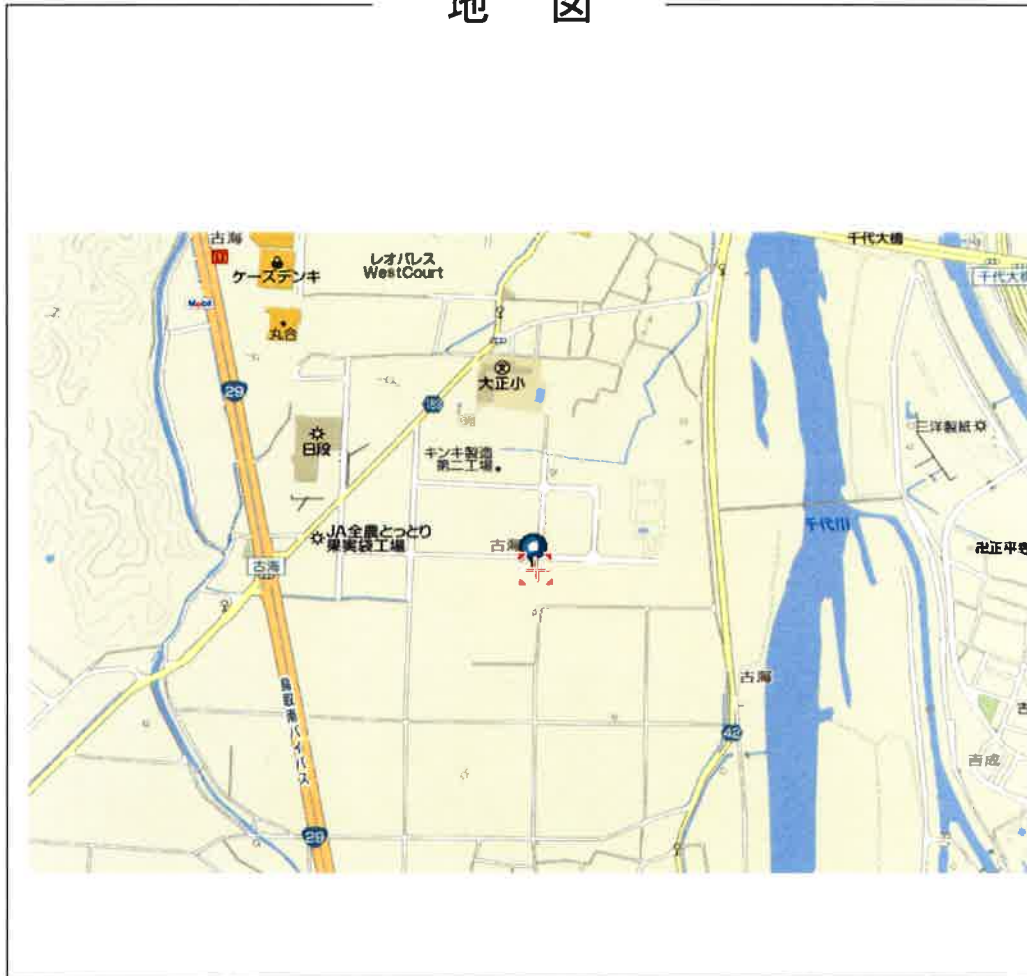 地 図
古海
ケーズデンキ
レオパレス
WestCourt
千代大橋
Mobil
丸合
29
大正小
日段
キンキ製造
第二工場
三洋製紙
千代川
JA全農とっとり
果実袋工場
古海
古海
古海
鳥取南バイパス
42
吉成
29